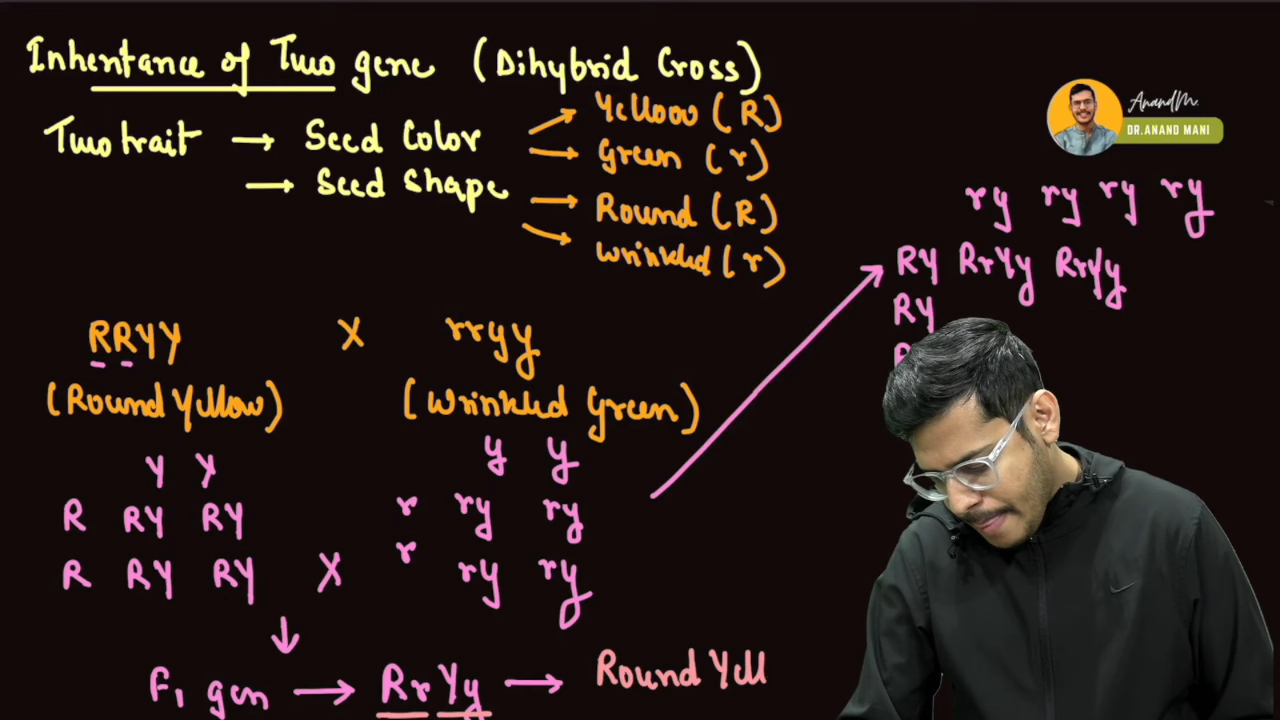 Inheritance of Two gene (Dihybrid Cross)
Two trait → Seed Color
→ Seed Shape
Yellow (R)
Green (r)
Round (R)
Wrinkled (r)
AnandM.
DR.ANAND MANI
ry ry ry ry
RY RrYy RrYy
RY
RRYY X rryy
(Round Yellow) (Wrinkled Green)
Y Y y y
R RY RY r ry ry
R RY RY X r ry ry
F₁ gen → RrYy → Round Yell